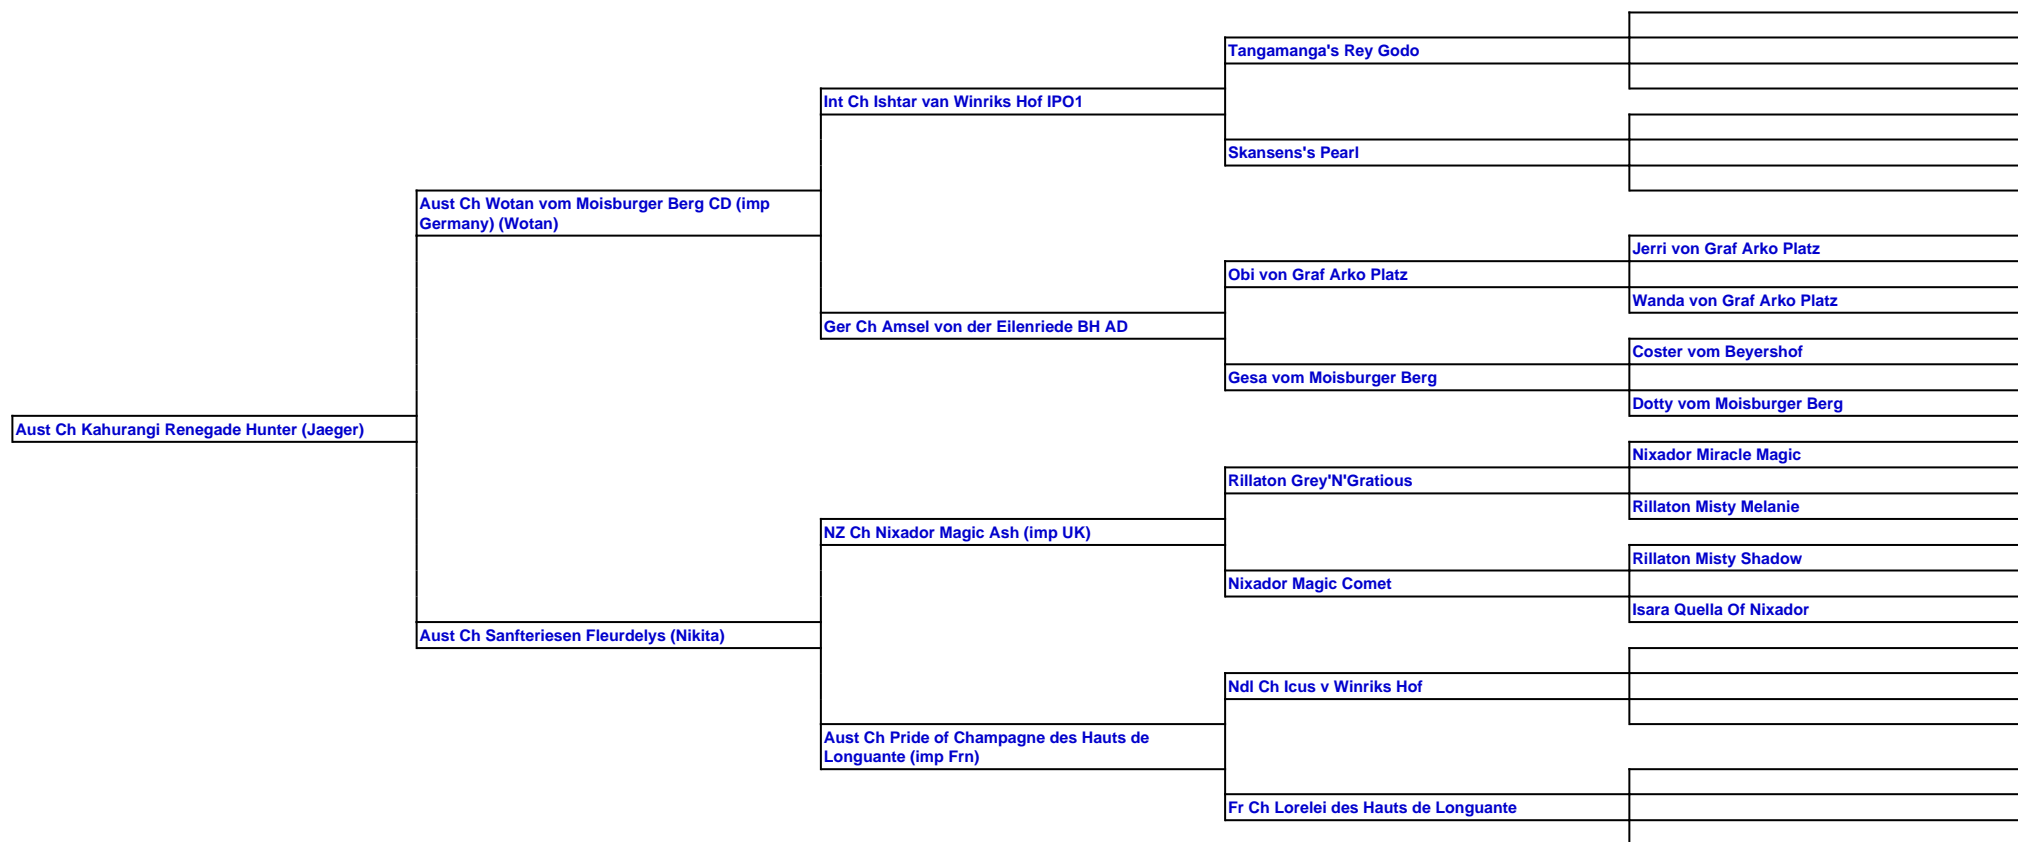 Tangamanga's Rey Godo
Int Ch Ishtar van Winriks Hof IPO1
Skansens's Pearl
Aust Ch Wotan vom Moisburger Berg CD (imp
Germany) (Wotan)
Jerri von Graf Arko Platz
Obi von Graf Arko Platz
Wanda von Graf Arko Platz
Ger Ch Amsel von der Eilenriede BH AD
Coster vom Beyershof
Gesa vom Moisburger Berg
Dotty vom Moisburger Berg
Aust Ch Kahurangi Renegade Hunter (Jaeger)
Nixador Miracle Magic
Rillaton Grey'N'Gratious
Rillaton Misty Melanie
NZ Ch Nixador Magic Ash (imp UK)
Rillaton Misty Shadow
Nixador Magic Comet
Isara Quella Of Nixador
Aust Ch Sanfteriesen Fleurdelys (Nikita)
Ndl Ch Icus v Winriks Hof
Aust Ch Pride of Champagne des Hauts de
Longuante (imp Frn)
Fr Ch Lorelei des Hauts de Longuante